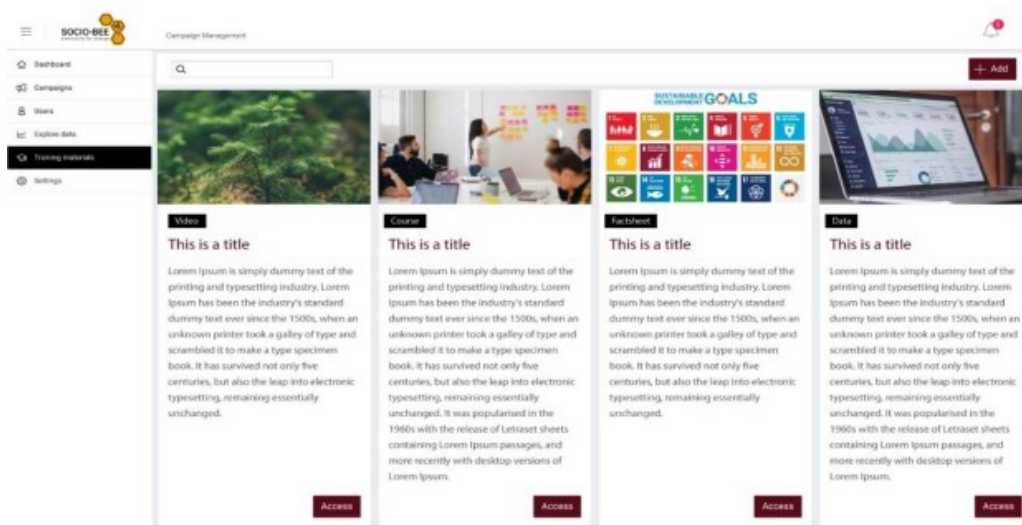 SOCIO-BEE
Campaign Management
Dashboard
Campaigns
Users
Explore data
Training materials
Settings
+ Add
SUSTAINABLE
DEVELOPMENT GOALS
Video
This is a title
Lorem Ipsum is simply dummy text of the
printing and typesetting industry. Lorem
Ipsum has been the industry's standard
dummy text ever since the 1500s, when an
unknown printer took a galley of type and
scrambled it to make a type specimen
book. It has survived not only five
centuries, but also the leap into electronic
typesetting, remaining essentially
unchanged.
Access
Course
This is a title
Lorem Ipsum is simply dummy text of the
printing and typesetting industry. Lorem
Ipsum has been the industry's standard
dummy text ever since the 1500s, when an
unknown printer took a galley of type and
scrambled it to make a type specimen
book. It has survived not only five
centuries, but also the leap into electronic
typesetting, remaining essentially
unchanged. It was popularised in the
1960s with the release of Letraset sheets
containing Lorem Ipsum passages, and
more recently with desktop versions of
Lorem Ipsum.
Access
Factsheet
This is a title
Lorem Ipsum is simply dummy text of the
printing and typesetting industry. Lorem
Ipsum has been the industry's standard
dummy text ever since the 1500s, when an
unknown printer took a galley of type and
scrambled it to make a type specimen
book. It has survived not only five
centuries, but also the leap into electronic
typesetting, remaining essentially
unchanged.
Access
Data
This is a title
Lorem Ipsum is simply dummy text of the
printing and typesetting industry. Lorem
Ipsum has been the industry's standard
dummy text ever since the 1500s, when an
unknown printer took a galley of type and
scrambled it to make a type specimen
book. It has survived not only five
centuries, but also the leap into electronic
typesetting, remaining essentially
unchanged. It was popularised in the
1960s with the release of Letraset sheets
containing Lorem Ipsum passages, and
more recently with desktop versions of
Lorem Ipsum.
Access